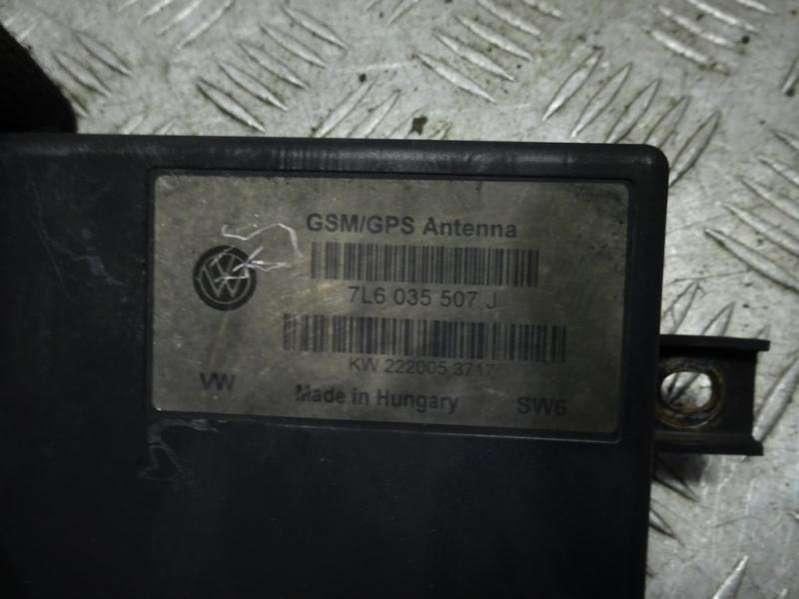 GSM/GPS Antenna
7L6 035 507 J
KW 222005 3717
VW
Made in Hungary SW6